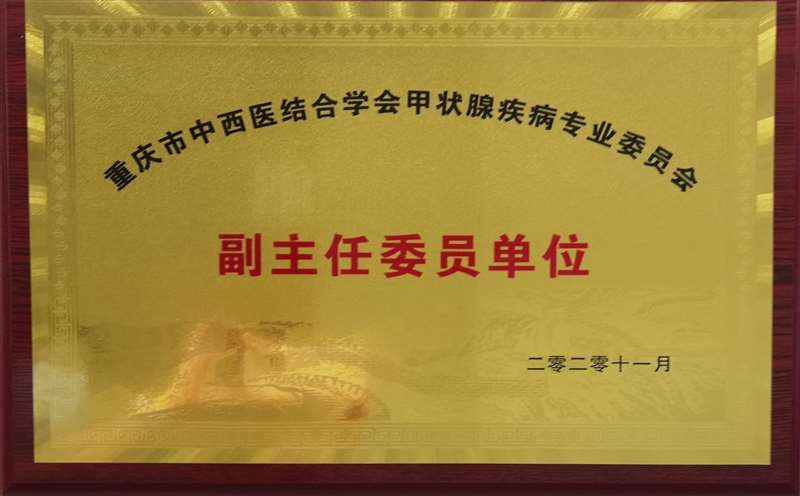 重庆市中西医结合学会甲状腺疾病专业委员会
副主任委员单位
二零二零十一月